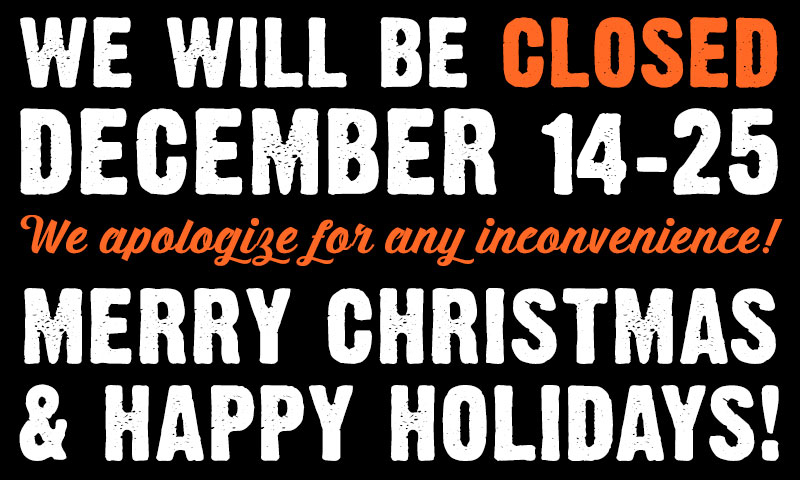 WE WILL BE CLOSED
DECEMBER 14-25
We apologize for any inconvenience!
MERRY CHRISTMAS
& HAPPY HOLIDAYS!